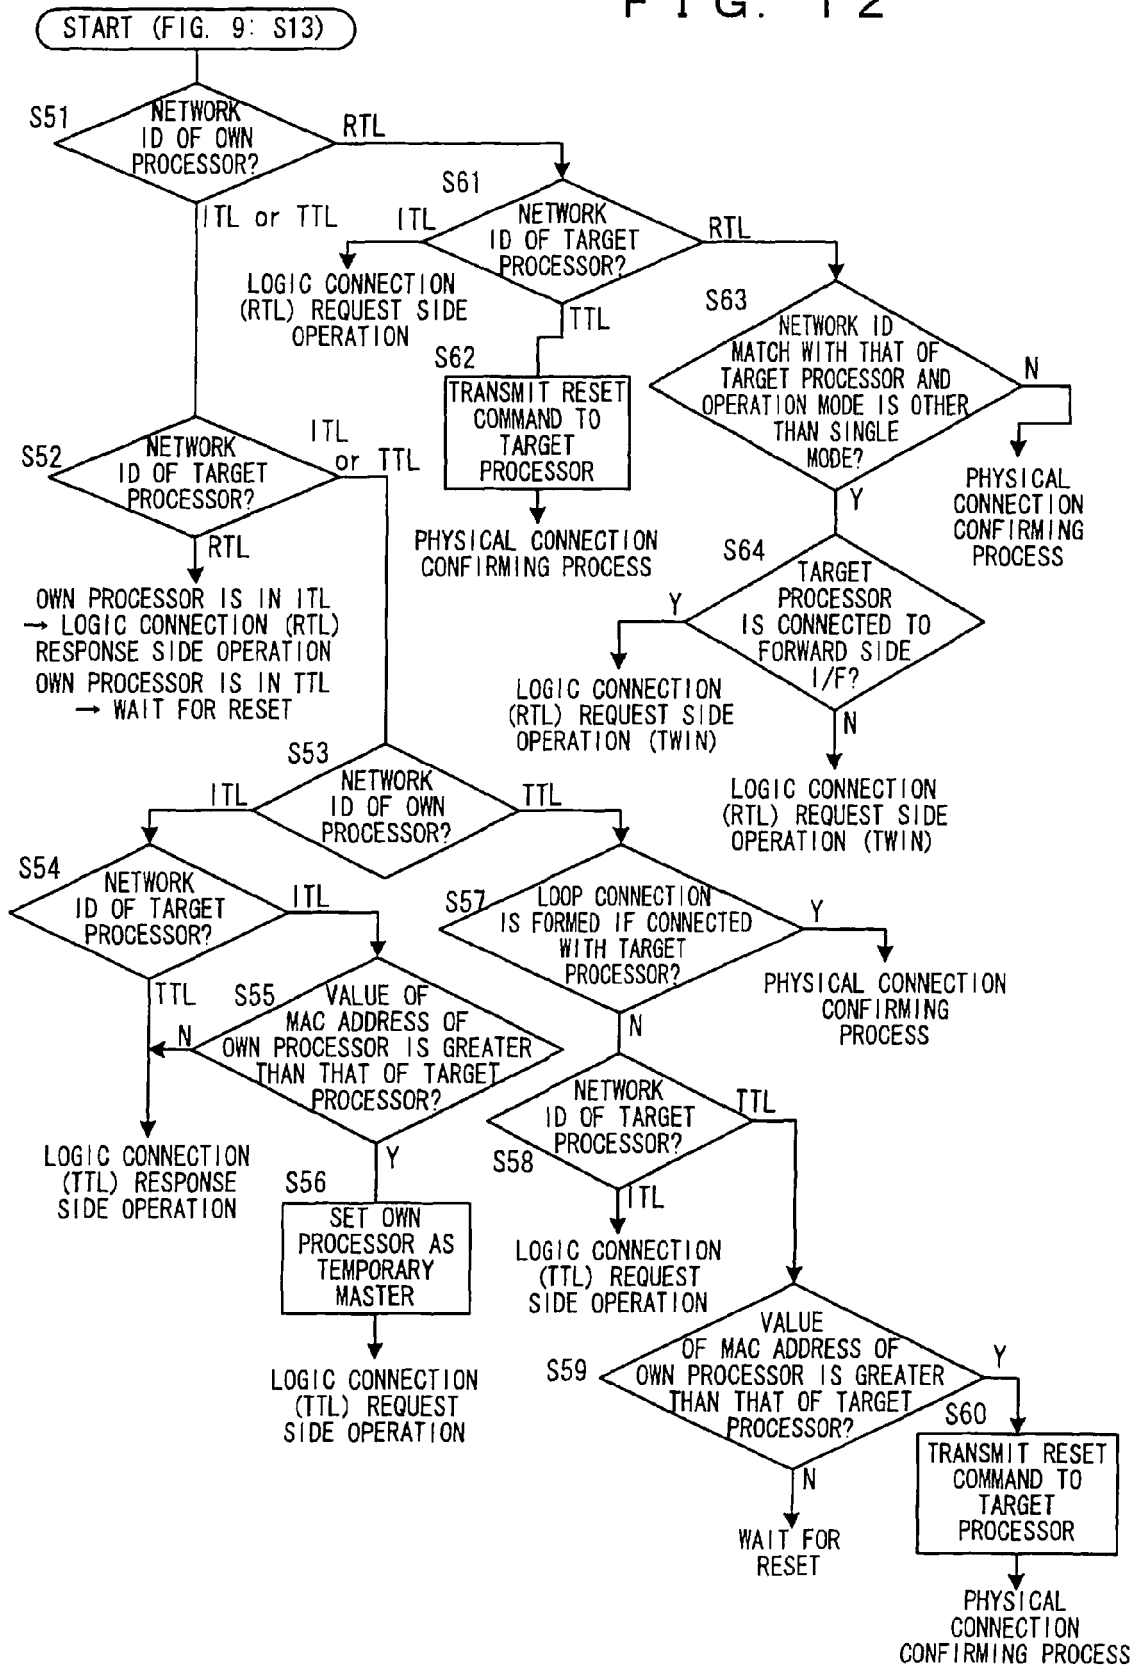 FIG. 12
START (FIG. 9: S13)
S51
NETWORK
ID OF OWN
PROCESSOR?
RTL
ITL or TTL
S61
NETWORK
ID OF TARGET
PROCESSOR?
ITL
LOGIC CONNECTION
(RTL) REQUEST SIDE
OPERATION
RTL
TTL
S62
TRANSMIT RESET
COMMAND TO
TARGET
PROCESSOR
PHYSICAL CONNECTION
CONFIRMING PROCESS
S63
NETWORK ID
MATCH WITH THAT OF
TARGET PROCESSOR AND
OPERATION MODE IS OTHER
THAN SINGLE
MODE?
N
PHYSICAL
CONNECTION
CONFIRMING
PROCESS
Y
S64
TARGET
PROCESSOR
IS CONNECTED TO
FORWARD SIDE
I/F?
Y
LOGIC CONNECTION
(RTL) REQUEST SIDE
OPERATION (TWIN)
N
LOGIC CONNECTION
(RTL) REQUEST SIDE
OPERATION (TWIN)
S52
NETWORK
ID OF TARGET
PROCESSOR?
ITL
or TTL
RTL
OWN PROCESSOR IS IN ITL
→ LOGIC CONNECTION (RTL)
RESPONSE SIDE OPERATION
OWN PROCESSOR IS IN TTL
→ WAIT FOR RESET
S53
NETWORK
ID OF OWN
PROCESSOR?
ITL
TTL
S54
NETWORK
ID OF TARGET
PROCESSOR?
ITL
TTL
S55
VALUE OF
MAC ADDRESS OF
OWN PROCESSOR IS GREATER
THAN THAT OF TARGET
PROCESSOR?
N
LOGIC CONNECTION
(TTL) RESPONSE
SIDE OPERATION
Y
S56
SET OWN
PROCESSOR AS
TEMPORARY
MASTER
LOGIC CONNECTION
(TTL) REQUEST
SIDE OPERATION
S57
LOOP CONNECTION
IS FORMED IF CONNECTED
WITH TARGET
PROCESSOR?
Y
PHYSICAL CONNECTION
CONFIRMING
PROCESS
N
S58
NETWORK
ID OF TARGET
PROCESSOR?
TTL
ITL
LOGIC CONNECTION
(TTL) REQUEST
SIDE OPERATION
S59
VALUE
OF MAC ADDRESS OF
OWN PROCESSOR IS GREATER
THAN THAT OF TARGET
PROCESSOR?
Y
N
WAIT FOR
RESET
S60
TRANSMIT RESET
COMMAND TO
TARGET
PROCESSOR
PHYSICAL
CONNECTION
CONFIRMING PROCESS